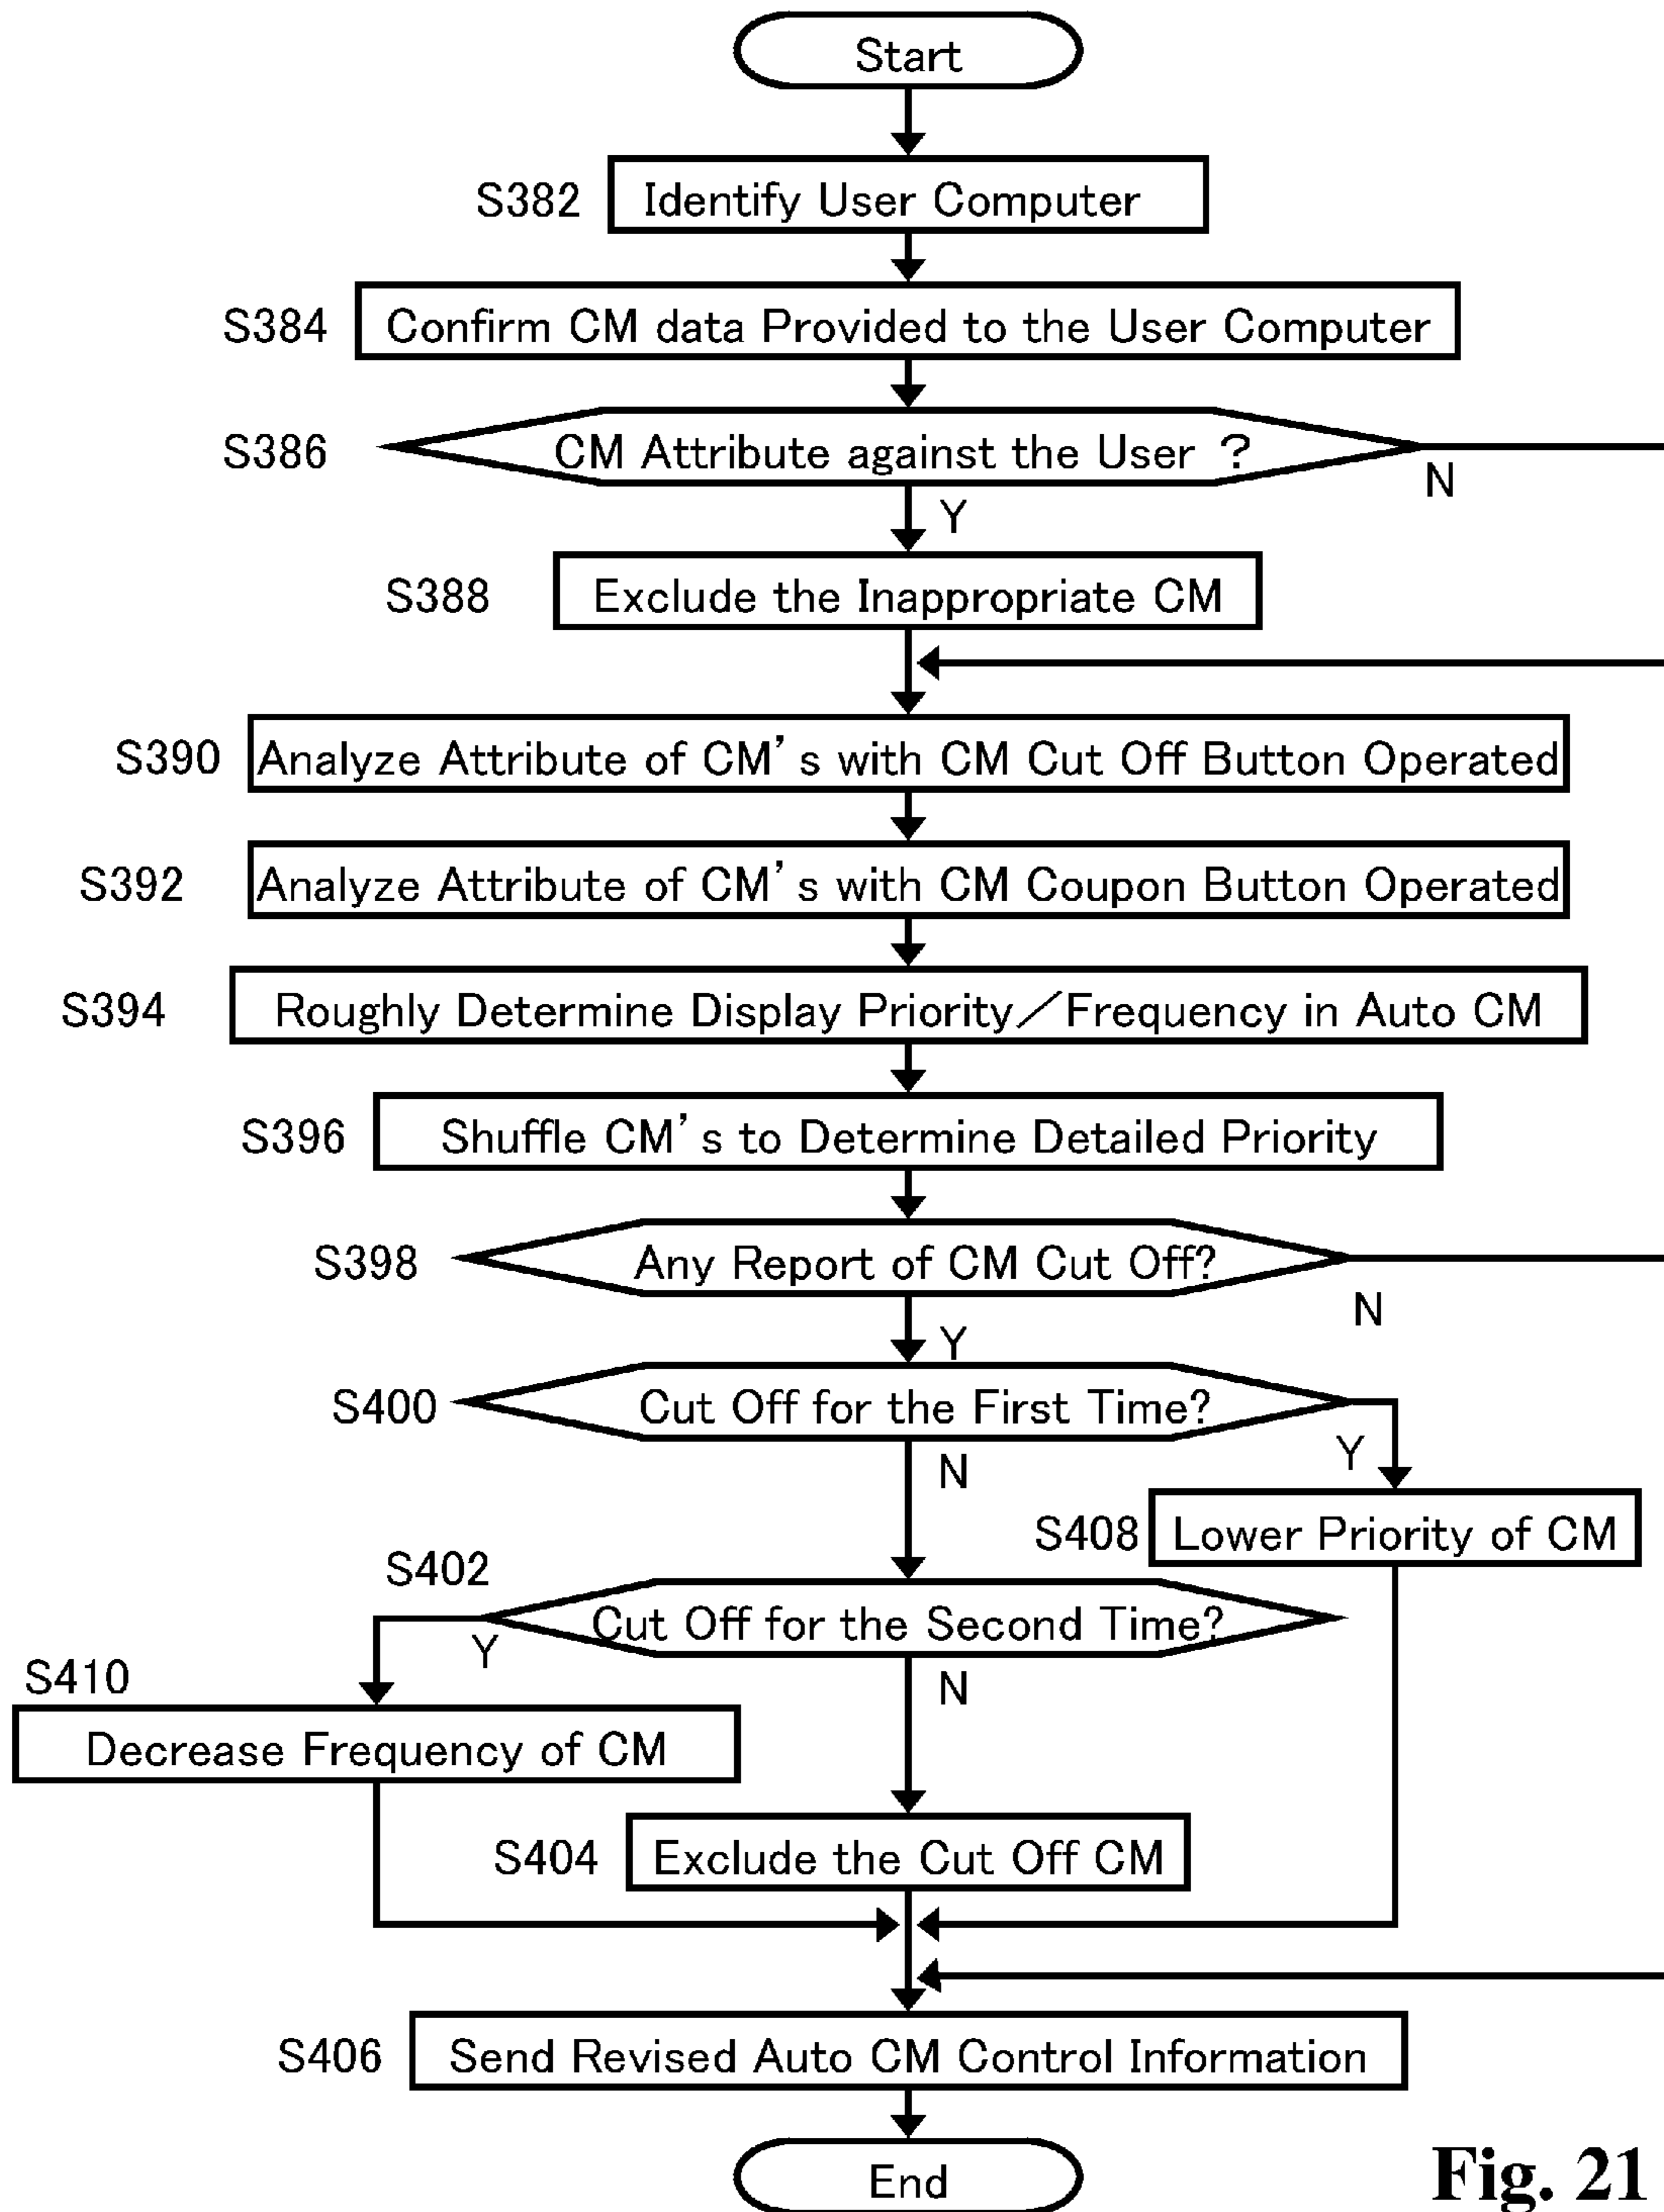 Start
S382 Identify User Computer
S384 Confirm CM data Provided to the User Computer
S386 CM Attribute against the User ?
N
Y
S388 Exclude the Inappropriate CM
S390 Analyze Attribute of CM's with CM Cut Off Button Operated
S392 Analyze Attribute of CM's with CM Coupon Button Operated
S394 Roughly Determine Display Priority/Frequency in Auto CM
S396 Shuffle CM's to Determine Detailed Priority
S398 Any Report of CM Cut Off?
N
Y
S400 Cut Off for the First Time?
Y
N
S408 Lower Priority of CM
S402
Cut Off for the Second Time?
Y
N
S410
Decrease Frequency of CM
S404 Exclude the Cut Off CM
S406 Send Revised Auto CM Control Information
End
Fig. 21